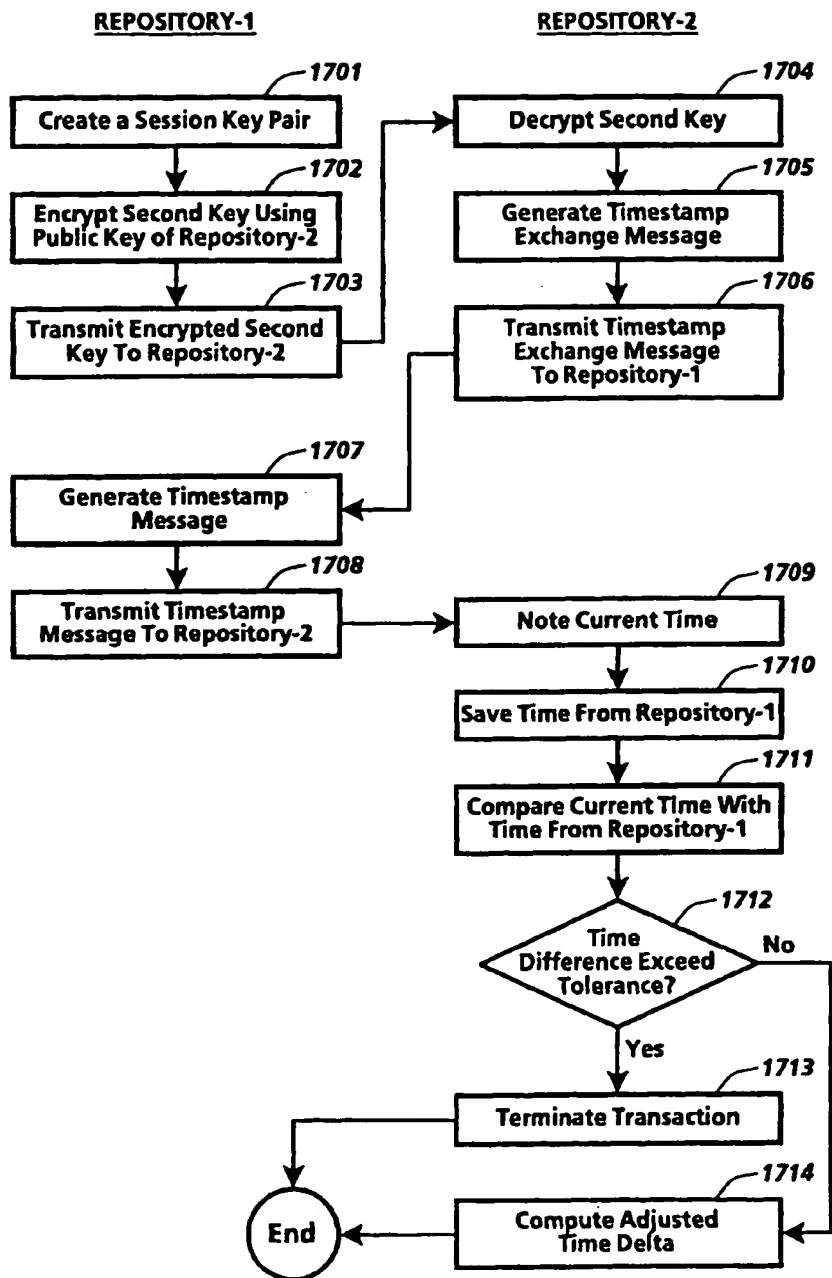 REPOSITORY-1
REPOSITORY-2
1701
Create a Session Key Pair
1702
Encrypt Second Key Using
Public Key of Repository-2
1703
Transmit Encrypted Second
Key To Repository-2
1704
Decrypt Second Key
1705
Generate Timestamp
Exchange Message
1706
Transmit Timestamp
Exchange Message
To Repository-1
1707
Generate Timestamp
Message
1708
Transmit Timestamp
Message To Repository-2
1709
Note Current Time
1710
Save Time From Repository-1
1711
Compare Current Time With
Time From Repository-1
1712
Time
Difference Exceed
Tolerance?
No
Yes
1713
Terminate Transaction
1714
Compute Adjusted
Time Delta
End